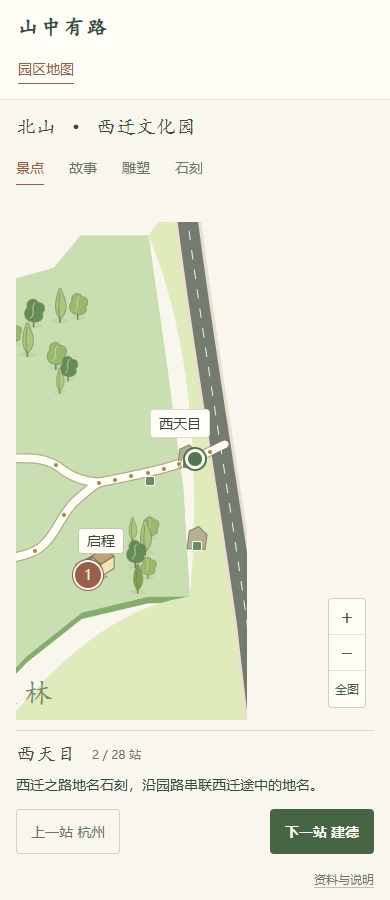 山中有路
园区地图
北山 • 西迁文化园
景点 故事 雕塑 石刻
西天目
启程
1
+
−
全图
林
西天目 2 / 28 站
西迁之路地名石刻，沿园路串联西迁途中的地名。
上一站 杭州 下一站 建德
资料与说明